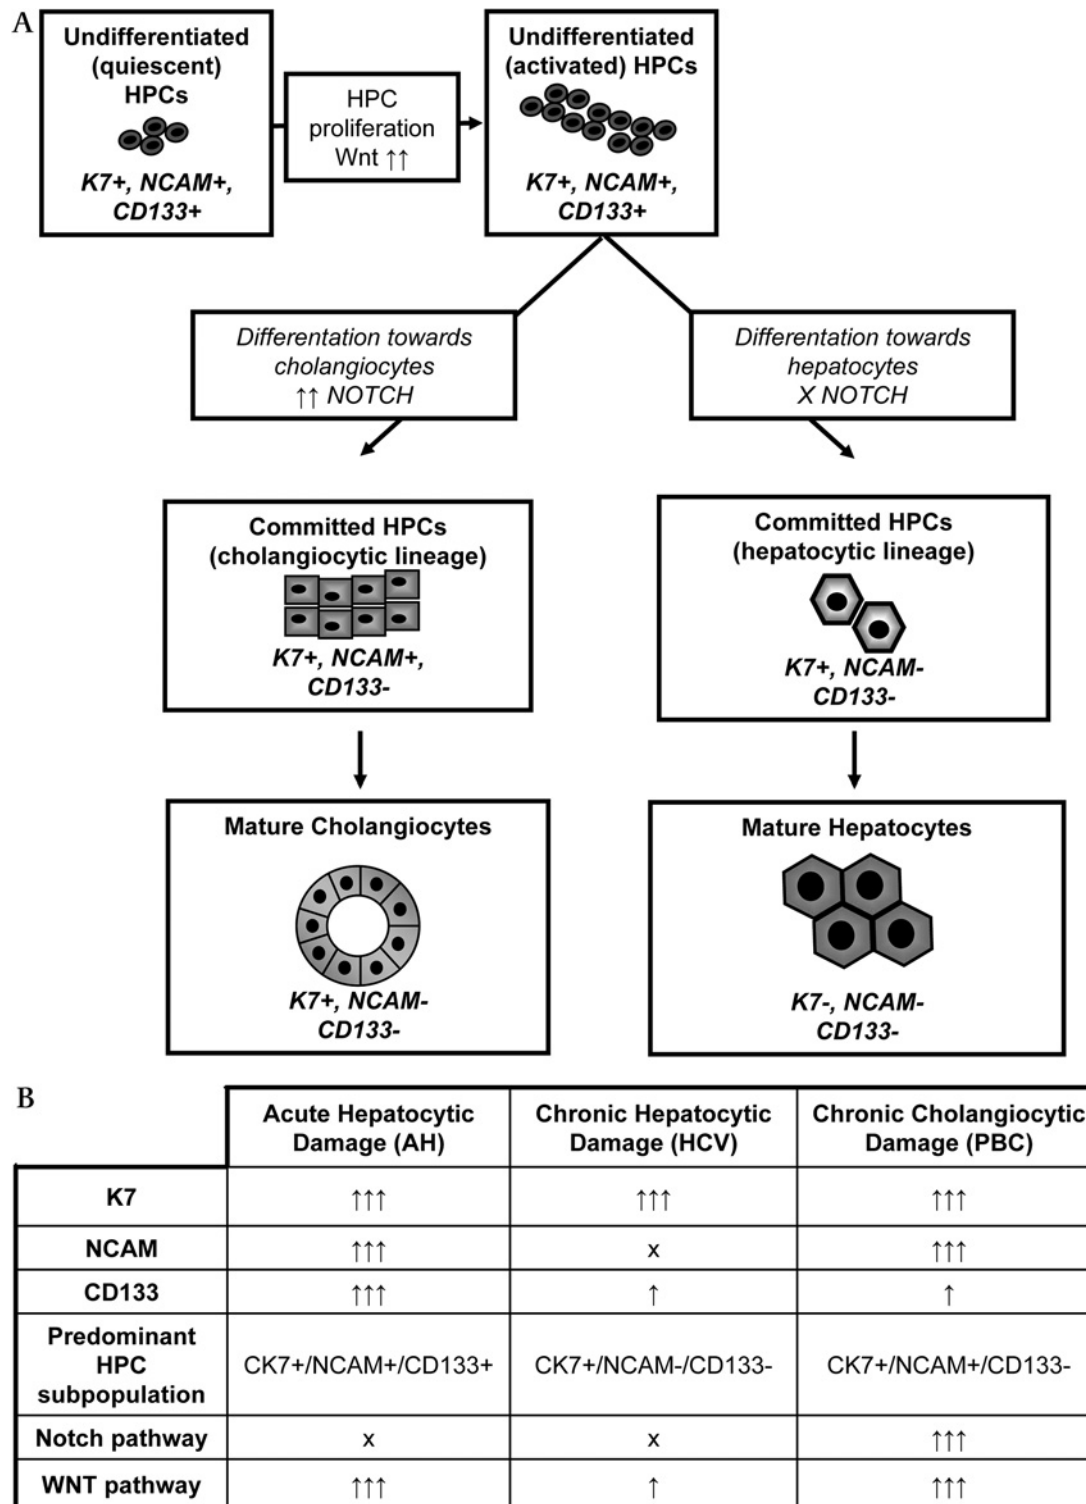 A
Undifferentiated
(quiescent)
HPCs
K7+, NCAM+,
CD133+
HPC
proliferation
Wnt ↑↑
Undifferentiated
(activated) HPCs
K7+, NCAM+,
CD133+
Differentation towards
cholangiocytes
↑↑ NOTCH
Differentation towards
hepatocytes
X NOTCH
Committed HPCs
(cholangiocytic lineage)
K7+, NCAM+,
CD133-
Committed HPCs
(hepatocytic lineage)
K7+, NCAM-
CD133-
Mature Cholangiocytes
K7+, NCAM-
CD133-
Mature Hepatocytes
K7-, NCAM-
CD133-
B
Acute Hepatocytic
Damage (AH)
Chronic Hepatocytic
Damage (HCV)
Chronic Cholangiocytic
Damage (PBC)
K7 ↑↑↑ ↑↑↑ ↑↑↑
NCAM ↑↑↑ x ↑↑↑
CD133 ↑↑↑ ↑ ↑
Predominant
HPC
subpopulation
CK7+/NCAM+/CD133+ CK7+/NCAM-/CD133- CK7+/NCAM+/CD133-
Notch pathway x x ↑↑↑
WNT pathway ↑↑↑ ↑ ↑↑↑